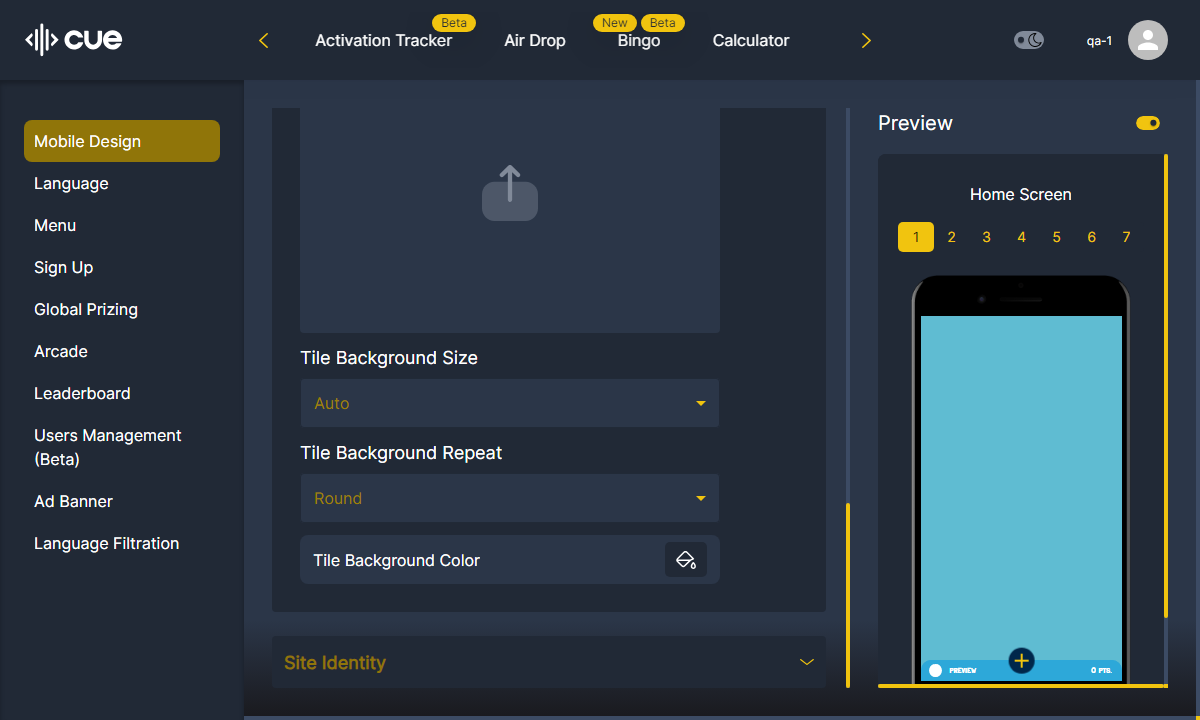 cue
Activation Tracker
Beta
Air Drop
New
Beta
Bingo
Calculator
qa-1
Mobile Design
Language
Menu
Sign Up
Global Prizing
Arcade
Leaderboard
Users Management
(Beta)
Ad Banner
Language Filtration
Tile Background Size
Auto
Tile Background Repeat
Round
Tile Background Color
Site Identity
Preview
Home Screen
1 2 3 4 5 6 7
PREVIEW
0 PTS.